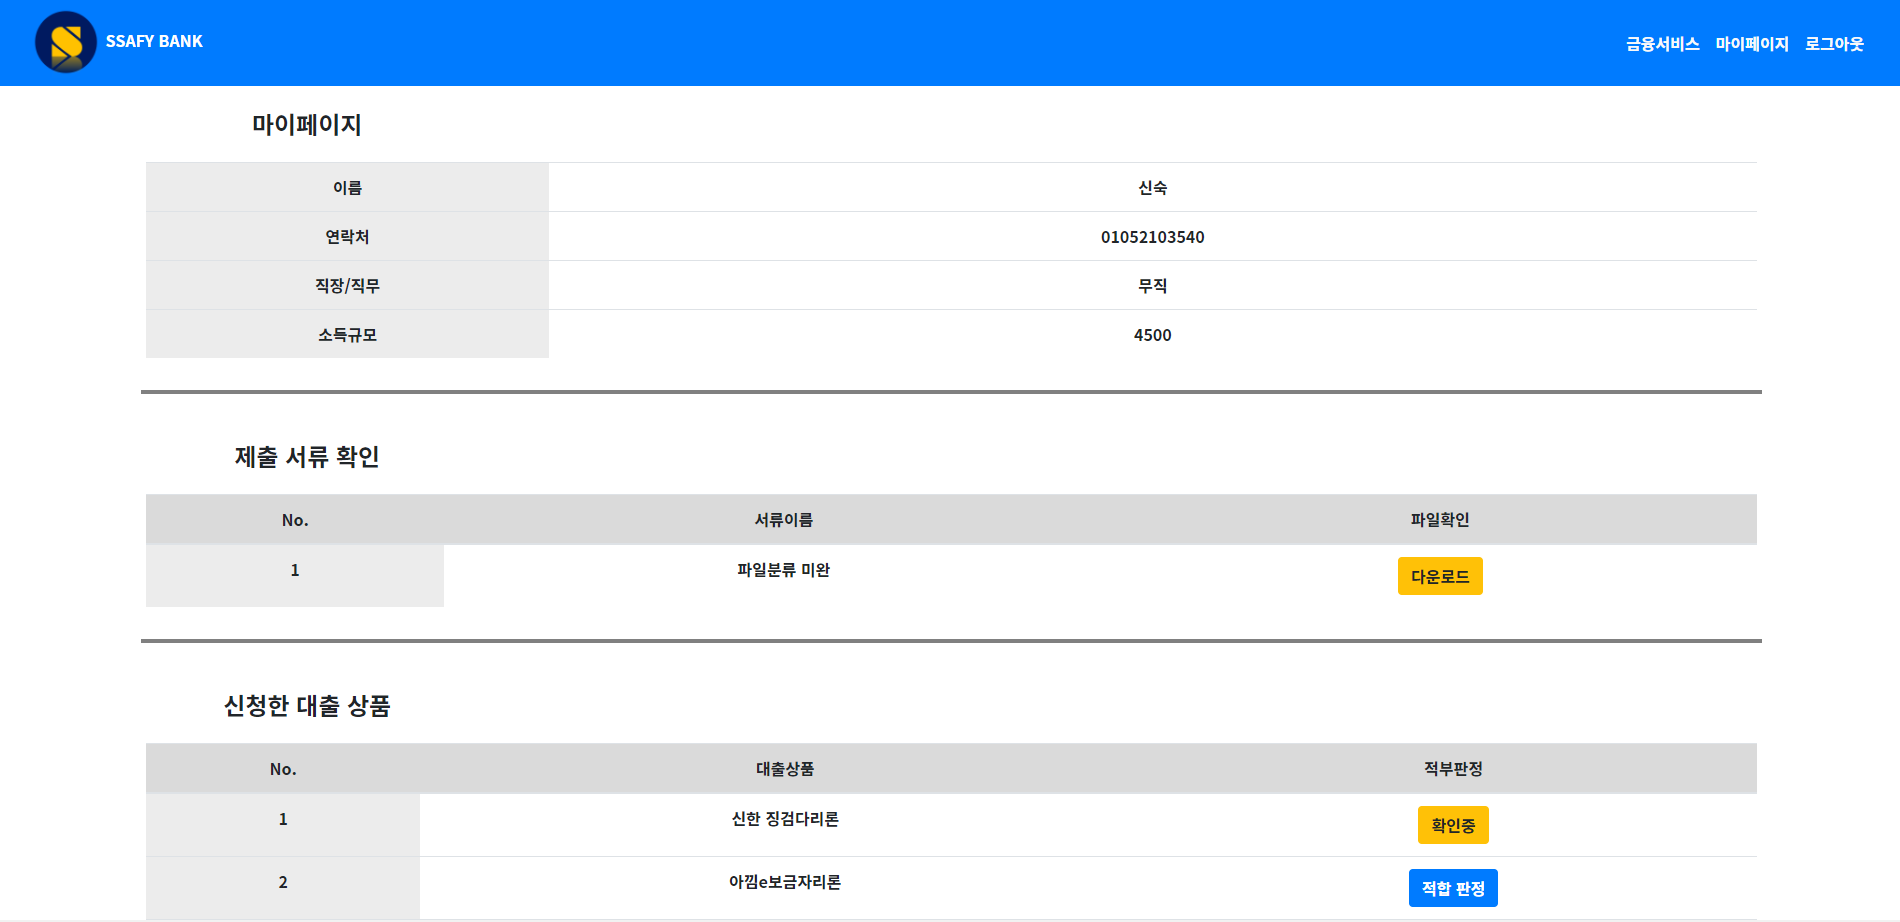 SSAFY BANK
금융서비스 마이페이지 로그아웃
마이페이지
이름 신숙
연락처 01052103540
직장/직무 무직
소득규모 4500
제출 서류 확인
No. 서류이름 파일확인
1 파일분류 미완 다운로드
신청한 대출 상품
No. 대출상품 적부판정
1 신한 징검다리론 확인중
2 아낌e보금자리론 적합 판정